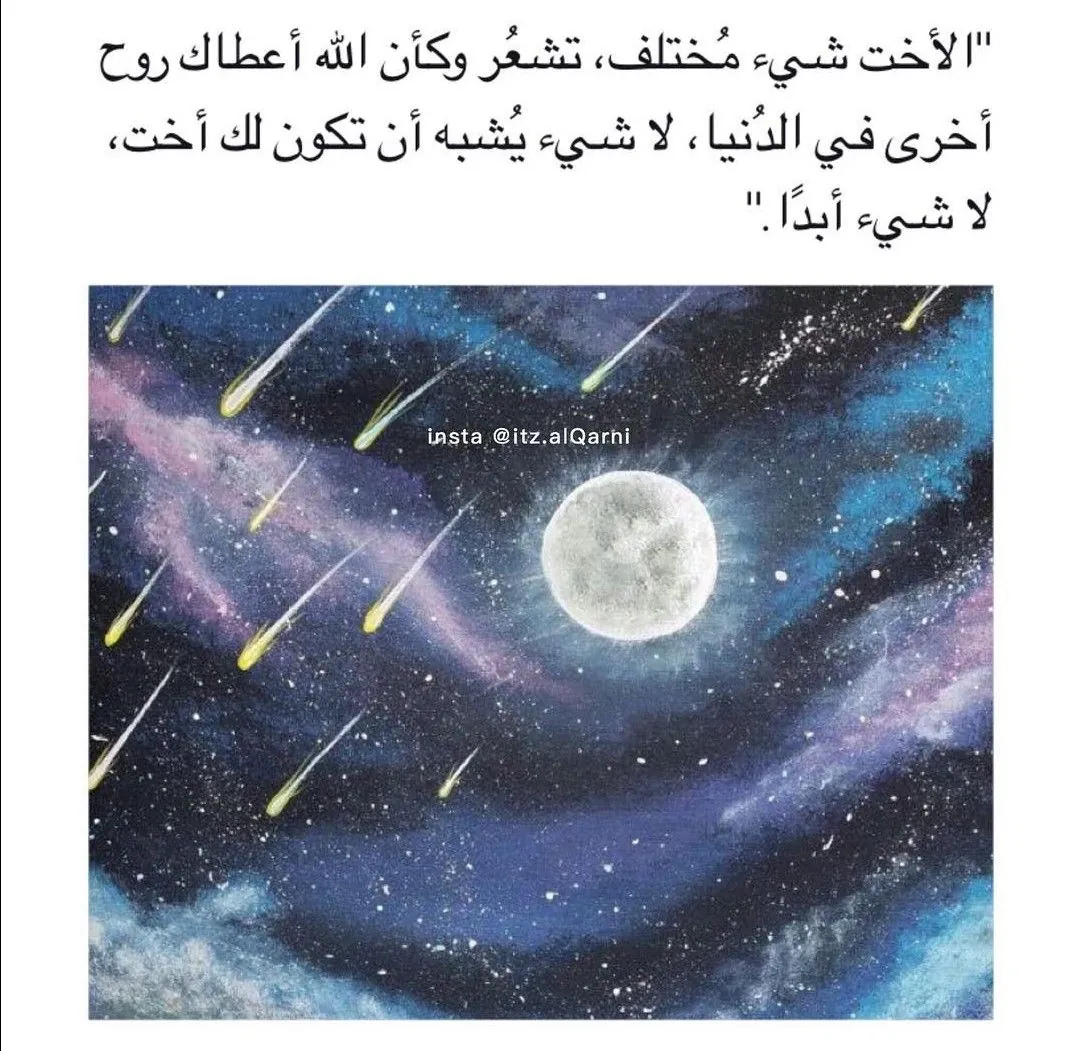 "الأخت شيء مُختلف، تشعُر وكأن الله أعطاك روح
أخرى في الدُنيا، لا شيء يُشبه أن تكون لك أخت،
لا شيء أبدًا."
insta @itz.alQarni